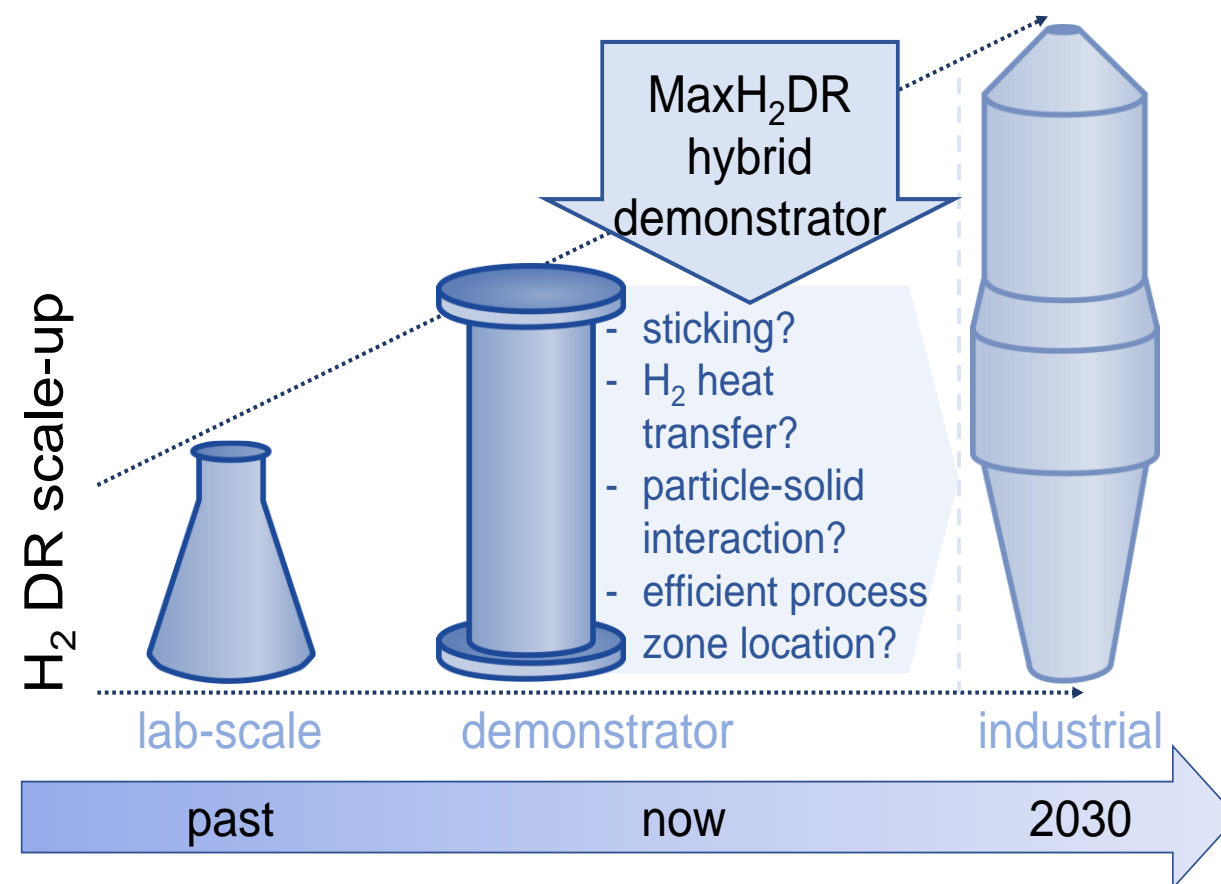 MaxH₂DR
hybrid
demonstrator
H₂ DR scale-up
- sticking?
- H₂ heat
transfer?
- particle-solid
interaction?
- efficient process
zone location?
lab-scale
demonstrator
industrial
past
now
2030